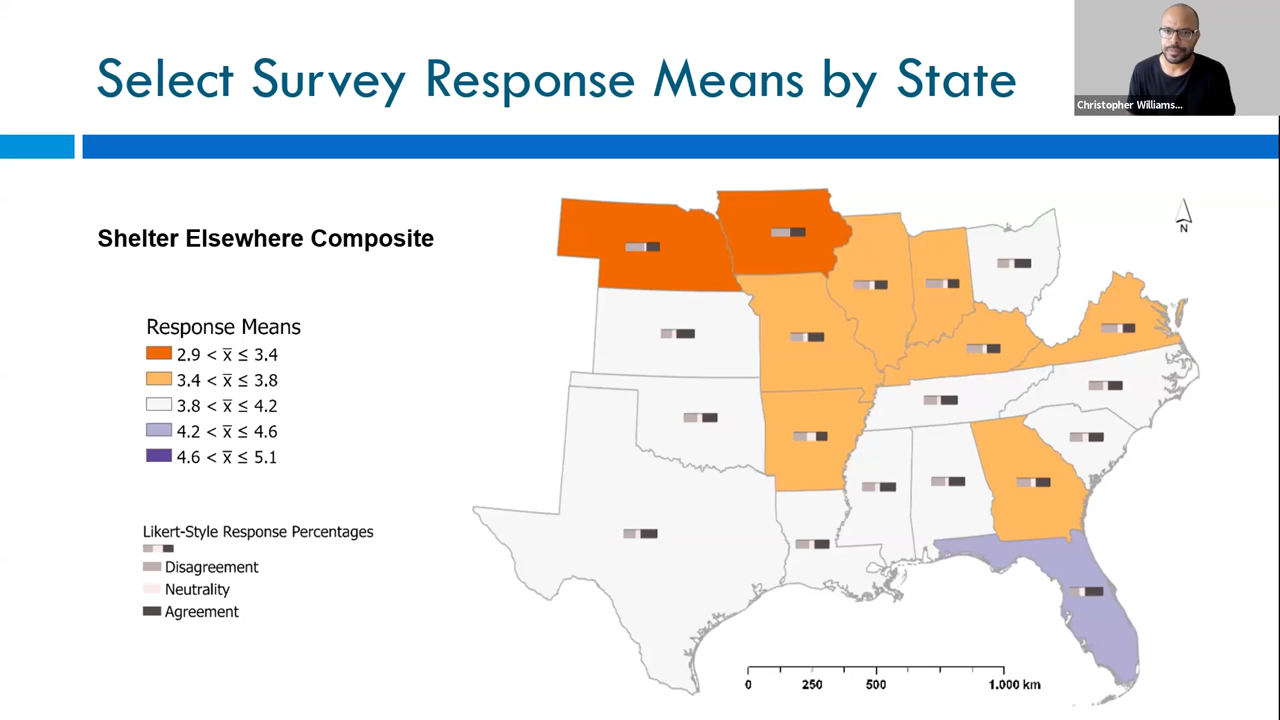 Select Survey Response Means by State
Christopher Williams...
Shelter Elsewhere Composite
N
Response Means
2.9 < x̅ ≤ 3.4
3.4 < x̅ ≤ 3.8
3.8 < x̅ ≤ 4.2
4.2 < x̅ ≤ 4.6
4.6 < x̅ ≤ 5.1
Likert-Style Response Percentages
Disagreement
Neutrality
Agreement
0 250 500 1.000 km